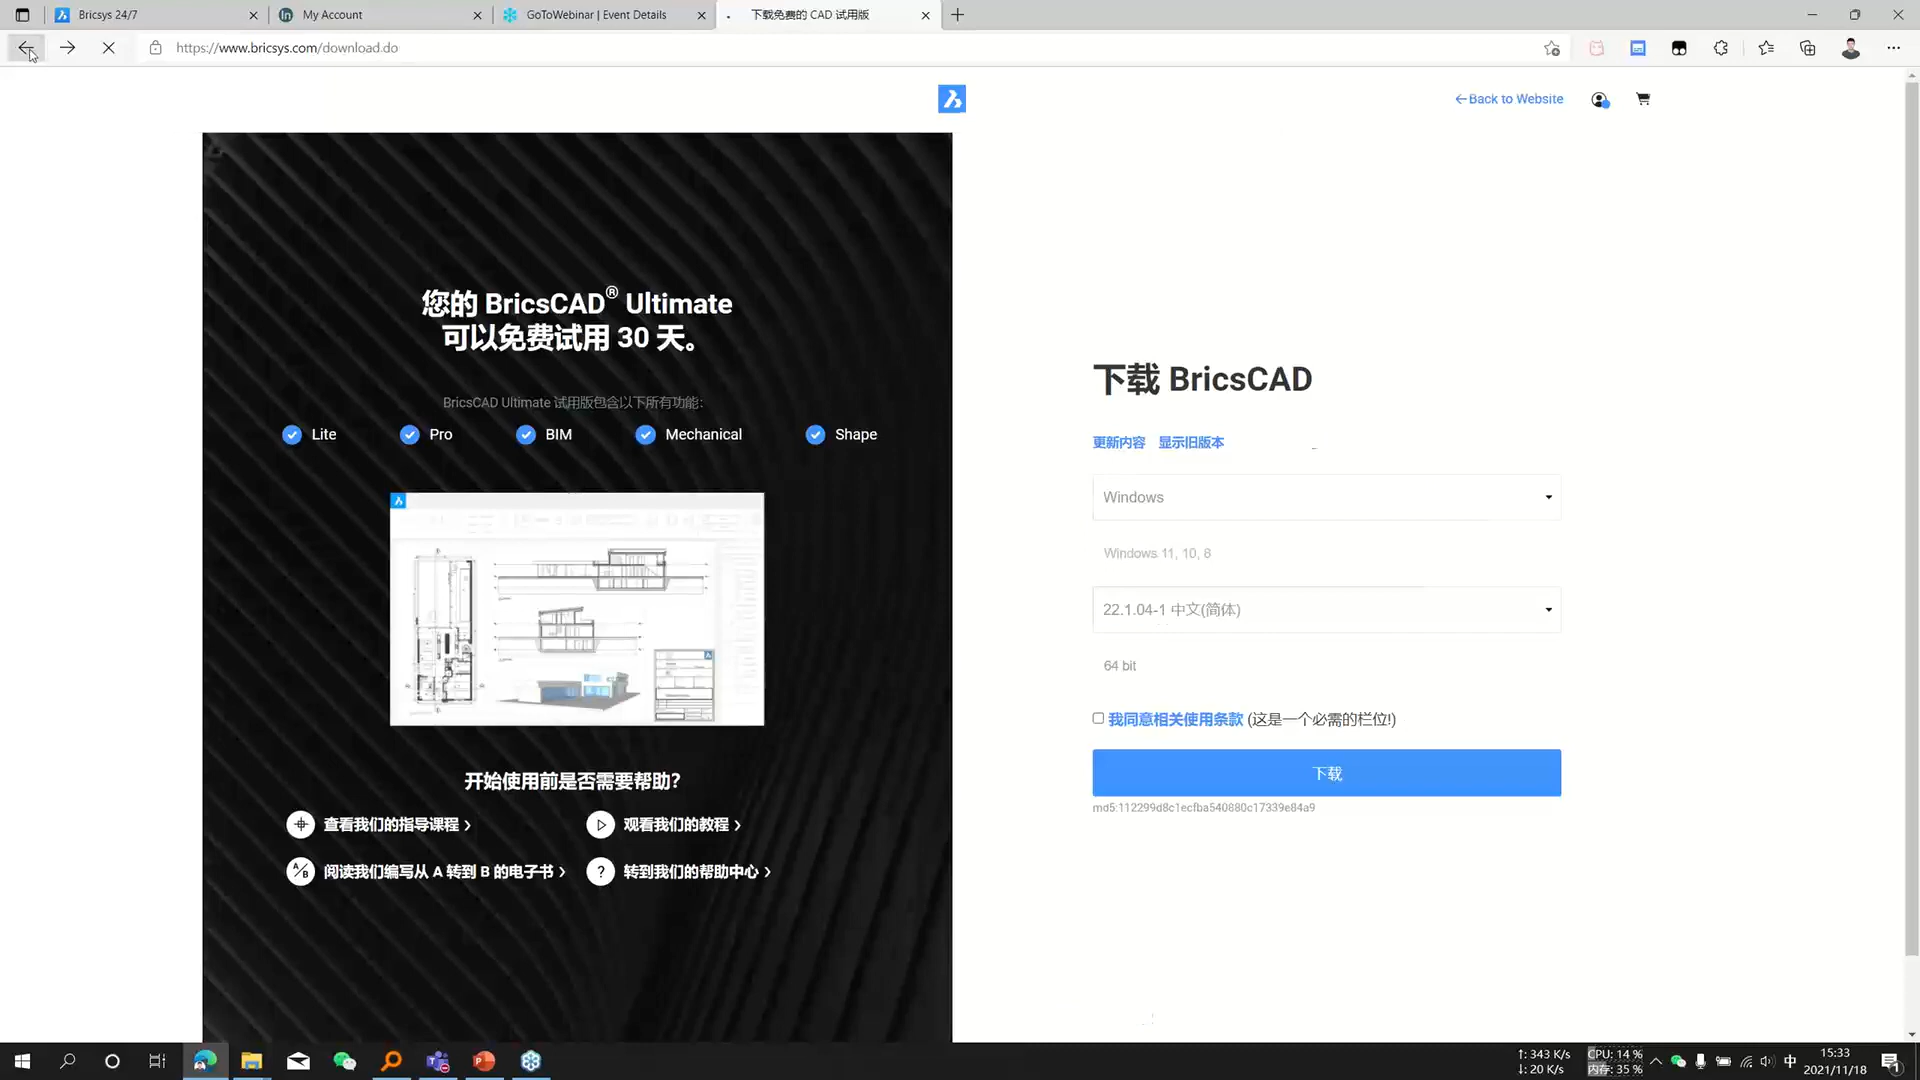 Bricsys 24/7
My Account
GoToWebinar | Event Details
下载免费的 CAD 试用版
https://www.bricsys.com/download.do
←Back to Website
您的 BricsCAD® Ultimate
可以免费试用 30 天。
BricsCAD Ultimate 试用版包含以下所有功能:
Lite
Pro
BIM
Mechanical
Shape
开始使用前是否需要帮助？
查看我们的指导课程 ›
观看我们的教程 ›
A/B
阅读我们编写从 A 转到 B 的电子书 ›
?
转到我们的帮助中心 ›
下载 BricsCAD
更新内容 显示旧版本
Windows
Windows 11, 10, 8
22.1.04-1 中文(简体)
64 bit
我同意相关使用条款 (这是一个必需的栏位!)
下载
md5:112299d8c1ecfba540880c17339e84a9
↑: 343 K/s
↓: 20 K/s
CPU: 14 %
内存: 35 %
中
15:33
2021/11/18
1